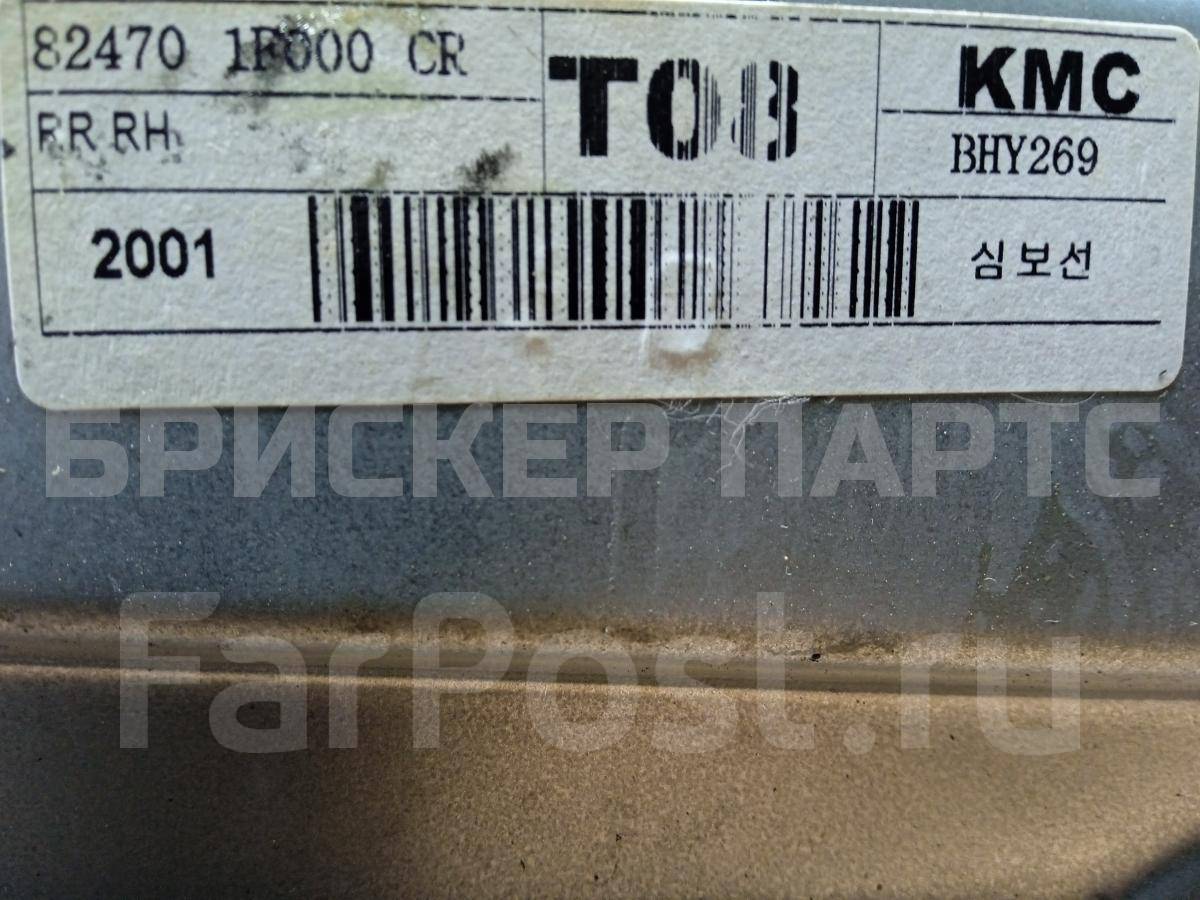 82470 1F000 CR
RR RH
T08
KMC
BHY269
2001
심보선
БРИСКЕР ПАРТС
FarPost.ru